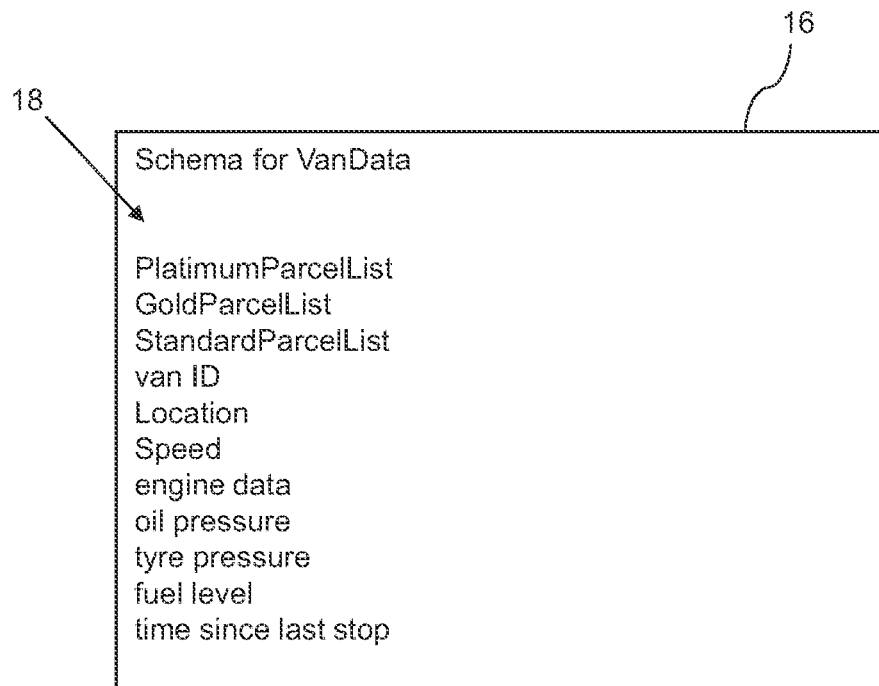 16
18
Schema for VanData
PlatimumParcelList
GoldParcelList
StandardParcelList
van ID
Location
Speed
engine data
oil pressure
tyre pressure
fuel level
time since last stop